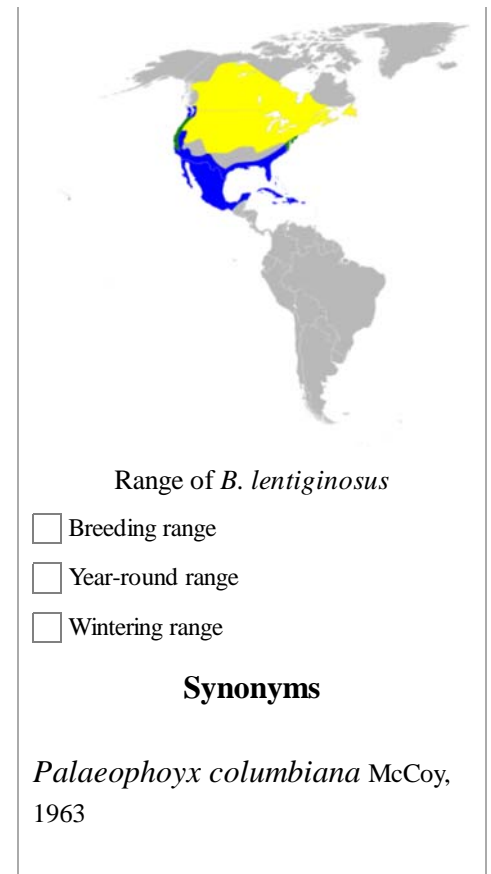 Range of B. lentiginosus
Breeding range
Year-round range
Wintering range
Synonyms
Palaeophoyx columbiana McCoy,
1963